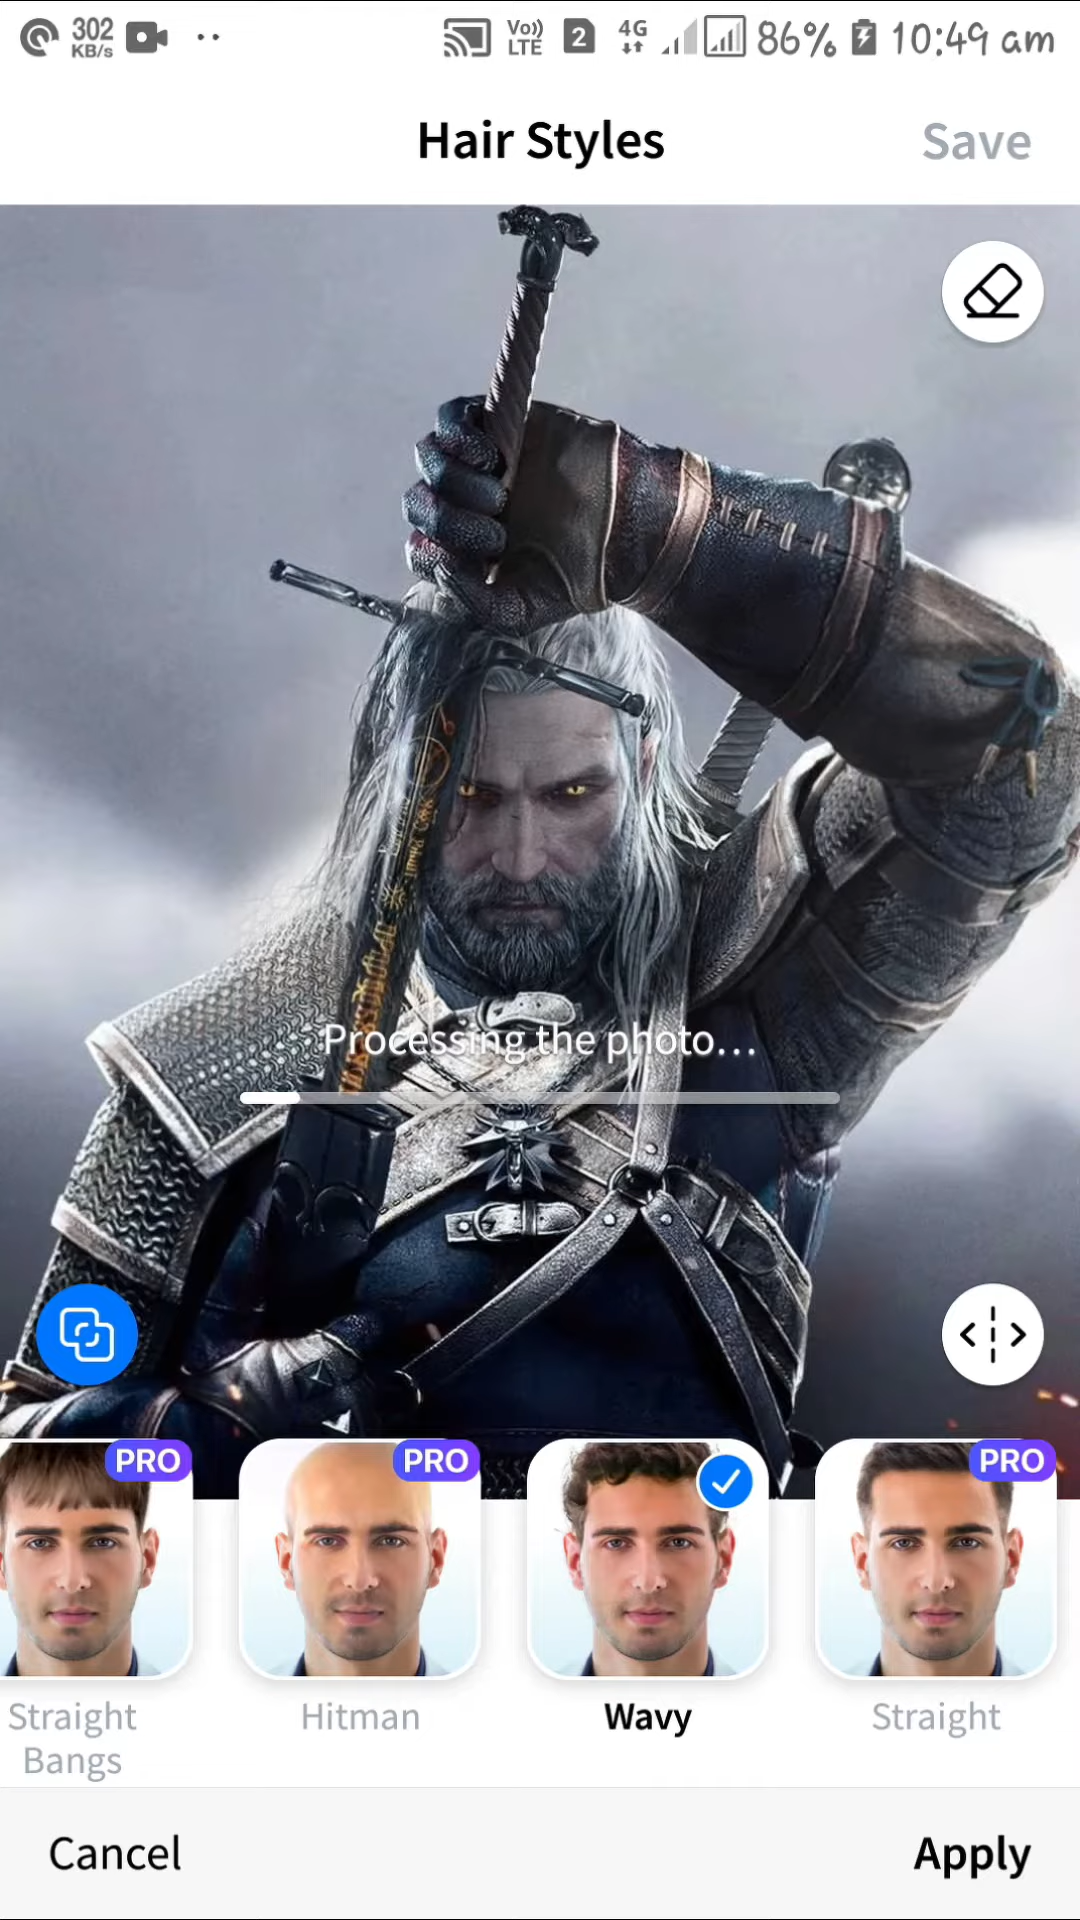 302
KB/s
Vo))
LTE
2
4G
86%
10:49 am
Hair Styles
Save
Processing the photo...
PRO
PRO
PRO
Straight
Bangs
Hitman
Wavy
Straight
Cancel
Apply